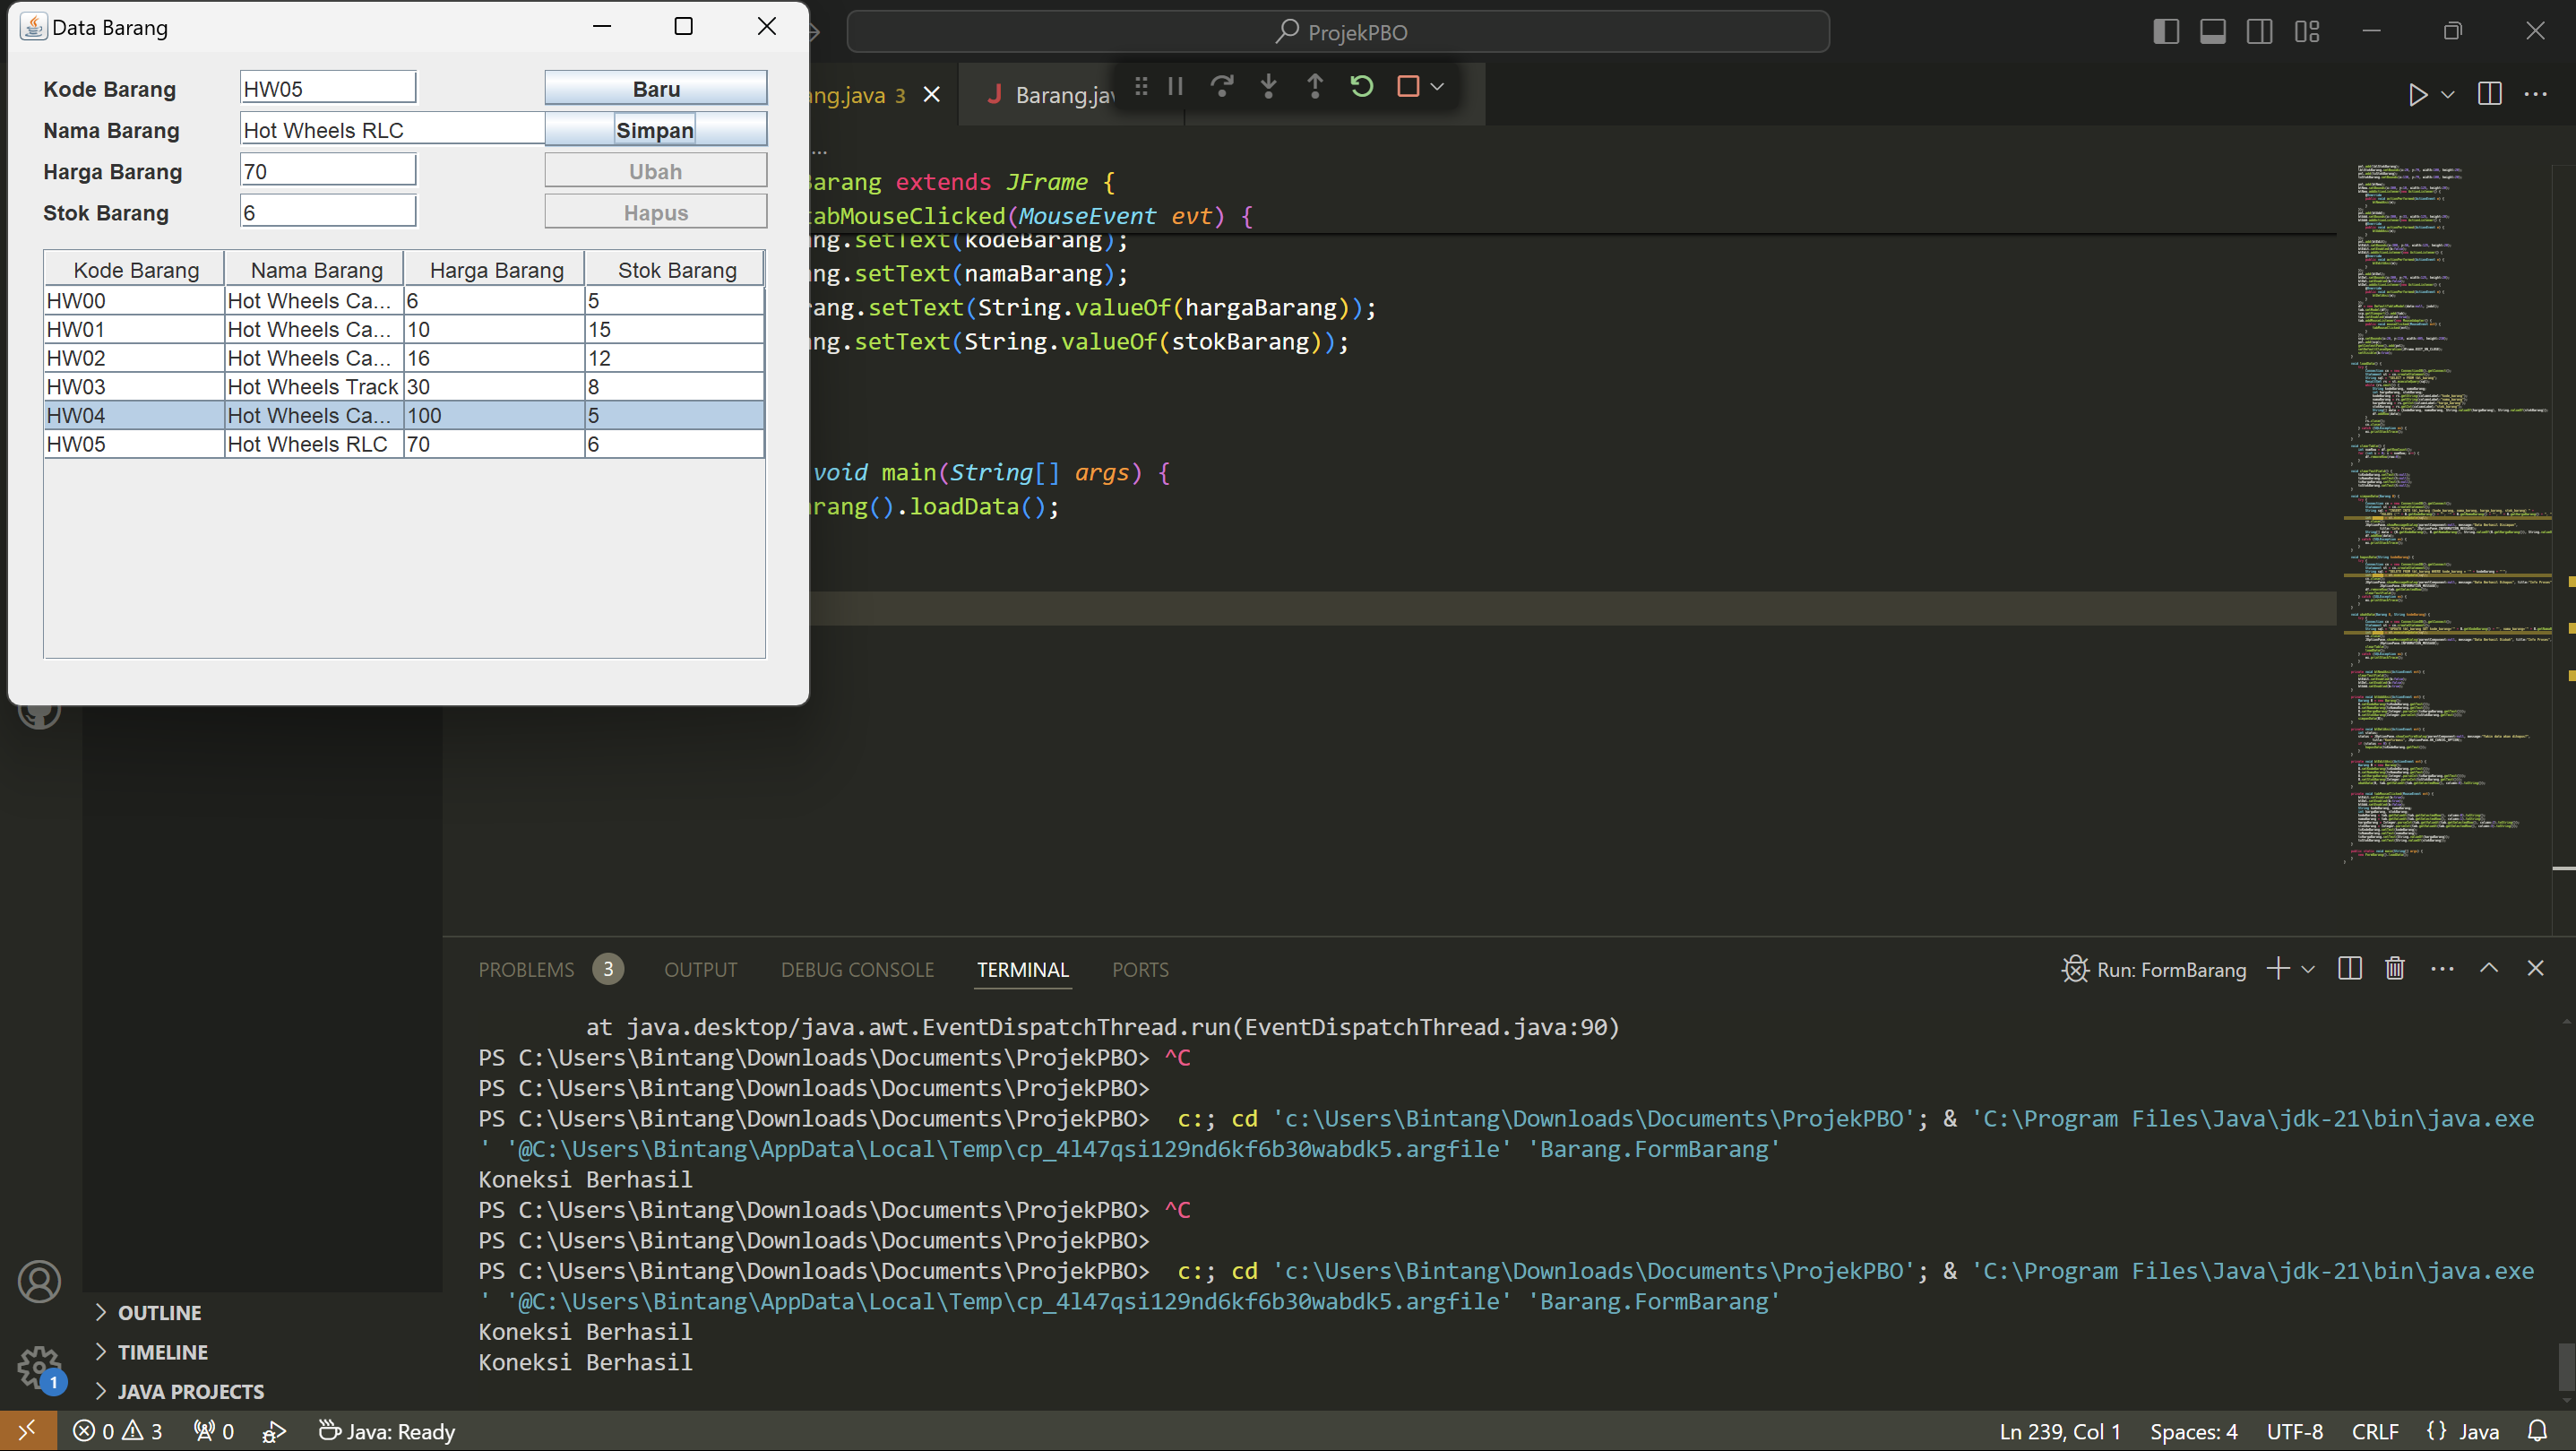 Data Barang
Kode Barang HW05 Baru
Nama Barang Hot Wheels RLC Simpan
Harga Barang 70 Ubah
Stok Barang 6 Hapus
Kode Barang Nama Barang Harga Barang Stok Barang
HW00 Hot Wheels Ca... 6 5
HW01 Hot Wheels Ca... 10 15
HW02 Hot Wheels Ca... 16 12
HW03 Hot Wheels Track 30 8
HW04 Hot Wheels Ca... 100 5
HW05 Hot Wheels RLC 70 6
ProjekPBO
ng.java 3 Barang.jav
...
Barang extends JFrame {
tabMouseClicked(MouseEvent evt) {
ng.setText(kodeBarang);
ng.setText(namaBarang);
rang.setText(String.valueOf(hargaBarang));
ng.setText(String.valueOf(stokBarang));
void main(String[] args) {
rang().loadData();
PROBLEMS 3 OUTPUT DEBUG CONSOLE TERMINAL PORTS Run: FormBarang
at java.desktop/java.awt.EventDispatchThread.run(EventDispatchThread.java:90)
PS C:\Users\Bintang\Downloads\Documents\ProjekPBO> ^C
PS C:\Users\Bintang\Downloads\Documents\ProjekPBO>
PS C:\Users\Bintang\Downloads\Documents\ProjekPBO> c:; cd 'c:\Users\Bintang\Downloads\Documents\ProjekPBO'; & 'C:\Program Files\Java\jdk-21\bin\java.exe
' '@C:\Users\Bintang\AppData\Local\Temp\cp_4l47qsi129nd6kf6b30wabdk5.argfile' 'Barang.FormBarang'
Koneksi Berhasil
PS C:\Users\Bintang\Downloads\Documents\ProjekPBO> ^C
PS C:\Users\Bintang\Downloads\Documents\ProjekPBO>
PS C:\Users\Bintang\Downloads\Documents\ProjekPBO> c:; cd 'c:\Users\Bintang\Downloads\Documents\ProjekPBO'; & 'C:\Program Files\Java\jdk-21\bin\java.exe
' '@C:\Users\Bintang\AppData\Local\Temp\cp_4l47qsi129nd6kf6b30wabdk5.argfile' 'Barang.FormBarang'
Koneksi Berhasil
Koneksi Berhasil
OUTLINE
TIMELINE
1
JAVA PROJECTS
0 3 0 Java: Ready Ln 239, Col 1 Spaces: 4 UTF-8 CRLF {} Java